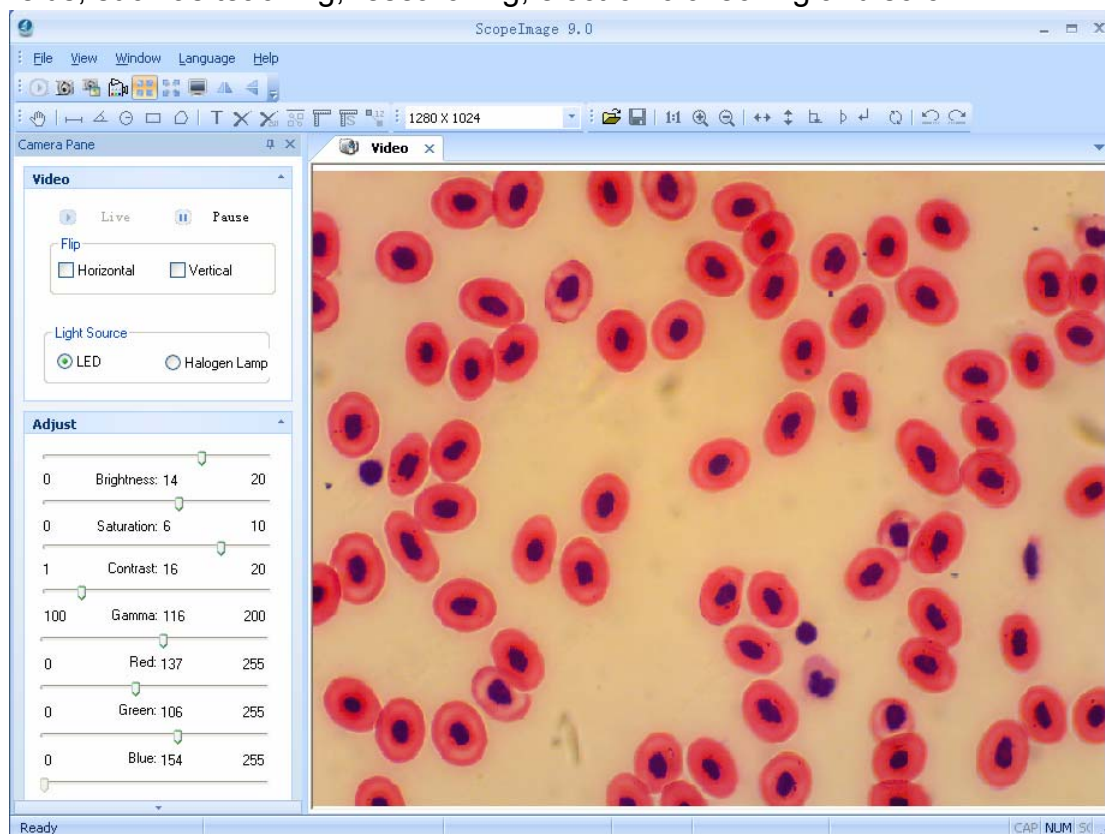 ScopeImage 9.0
File View Window Language Help
T 1280 X 1024 1:1
Camera Pane
Video
Video
Live Pause
Flip
Horizontal Vertical
Light Source
LED Halogen Lamp
Adjust
0 Brightness: 14 20
0 Saturation: 6 10
1 Contrast: 16 20
100 Gamma: 116 200
0 Red: 137 255
0 Green: 106 255
0 Blue: 154 255
Ready CAP NUM